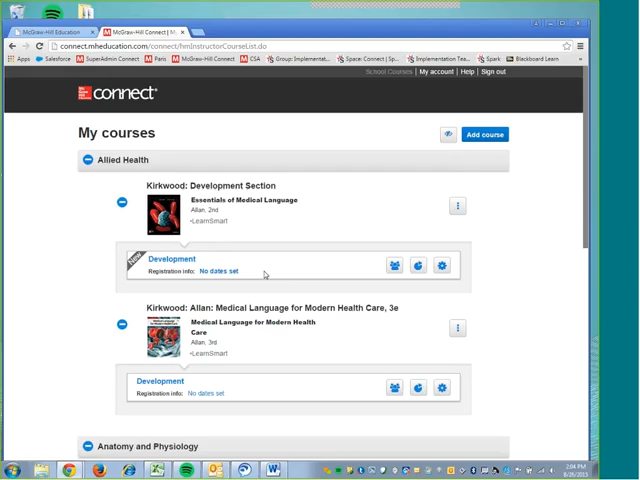 McGraw-Hill Education
McGraw-Hill Connect | M
connect.mheducation.com/connect/hmInstructorCourseList.do
Apps Salesforce SuperAdmin Connect Paris McGraw-Hill Connect CSA Group: Implementat... Space: Connect | Sp... Implementation Tea... Spark Blackboard Learn
School Courses My account Help Sign out
connect
My courses
Add course
Allied Health
Kirkwood: Development Section
Essentials of Medical Language
Allan, 2nd
•LearnSmart
New
Development
Registration info: No dates set
Kirkwood: Allan: Medical Language for Modern Health Care, 3e
Medical Language for Modern Health
Care
Allan, 3rd
•LearnSmart
Development
Registration info: No dates set
Anatomy and Physiology
2:04 PM
8/26/2015